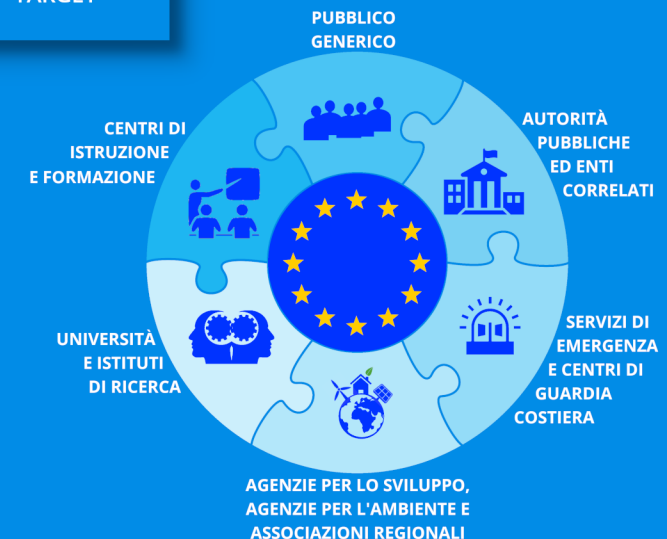 TARGET
PUBBLICO
GENERICO
AUTORITÀ
PUBBLICHE
ED ENTI
CORRELATI
SERVIZI DI
EMERGENZA
E CENTRI DI
GUARDIA
COSTIERA
AGENZIE PER LO SVILUPPO,
AGENZIE PER L'AMBIENTE E
ASSOCIAZIONI REGIONALI
UNIVERSITÀ
E ISTITUTI
DI RICERCA
CENTRI DI
ISTRUZIONE
E FORMAZIONE